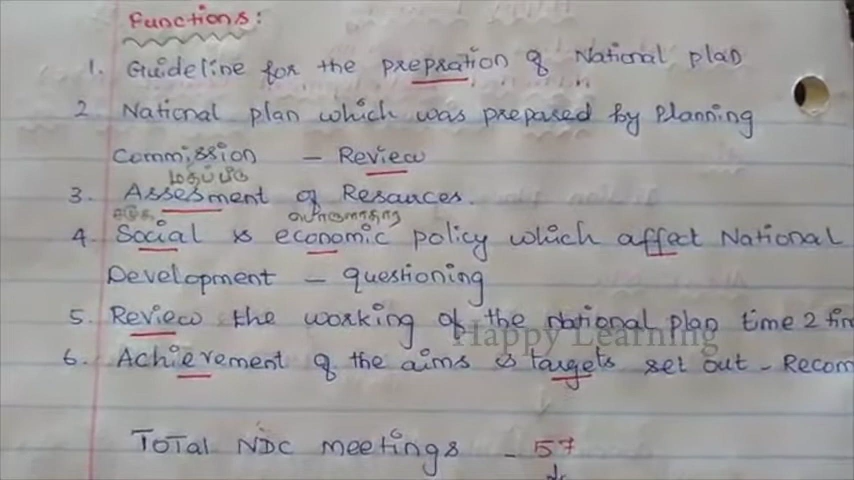 Functions:
1. Guideline for the prepration of National plan
2 National plan which was prepared by planning
commission - Review
மதிப்பீடு
3. Assesment of Resources.
சமூக பொருளாதார
4. Social & economic policy which affect National
Development - questioning
5. Review the working of the national plan time 2 tim
Happy Learning
6. Achievement of the aims & targets set out - Recom
Total NDC meetings - 57